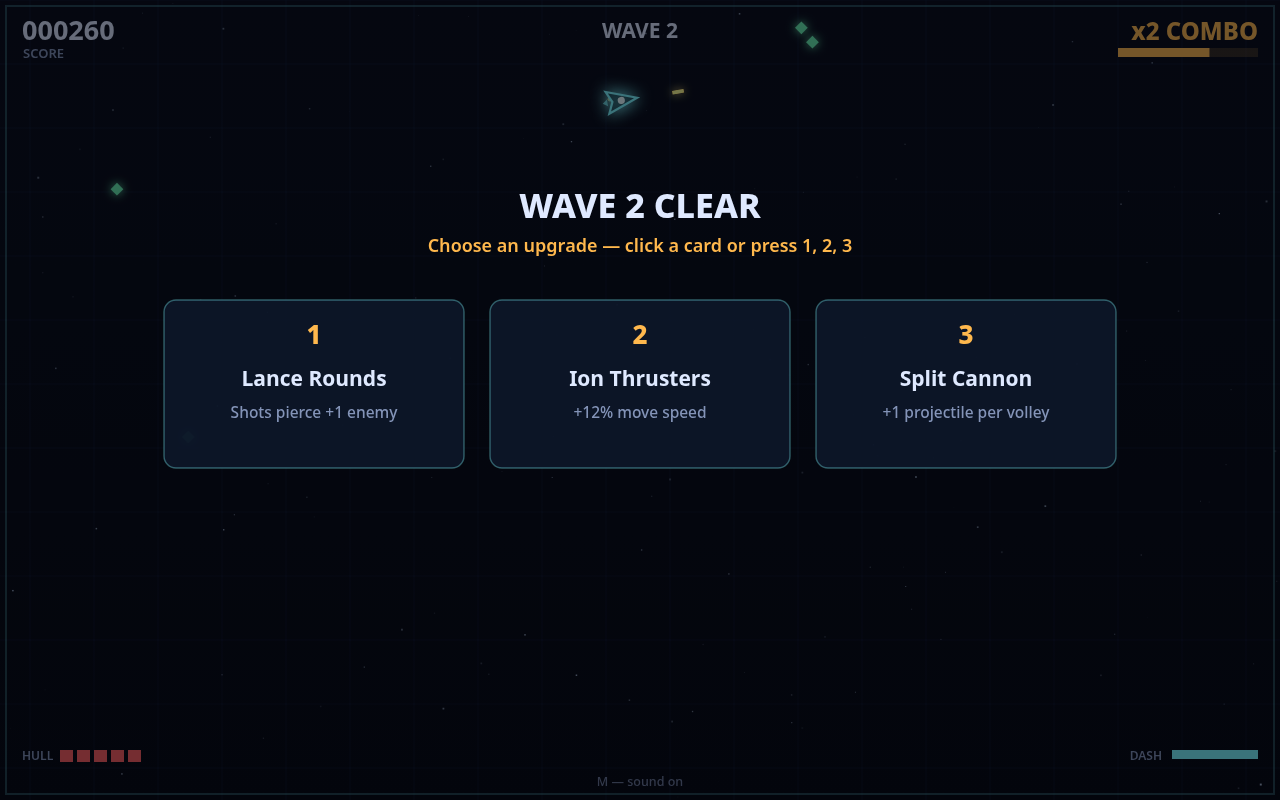 000260
SCORE
WAVE 2
x2 COMBO
WAVE 2 CLEAR
Choose an upgrade — click a card or press 1, 2, 3
1
Lance Rounds
Shots pierce +1 enemy
2
Ion Thrusters
+12% move speed
3
Split Cannon
+1 projectile per volley
HULL
DASH
M — sound on